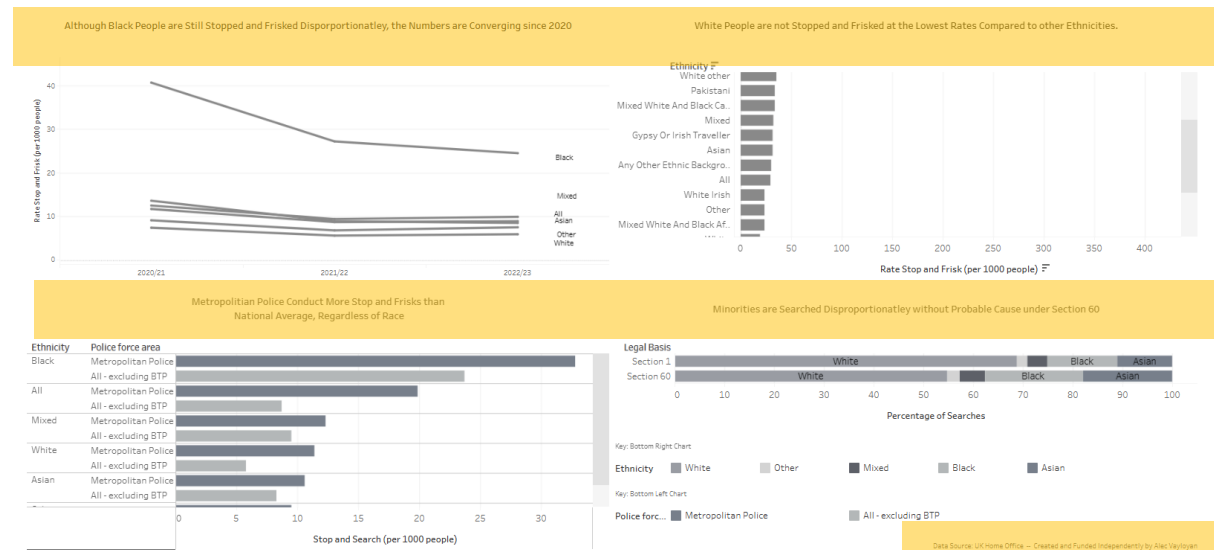 Although Black People are Still Stopped and Frisked Disporportionatley, the Numbers are Converging since 2020
40
30
20
10
0
Rate Stop and Frisk (per 1000 people)
Black
Mixed
All
Asian
Other
White
2020/21
2021/22
2022/23
White People are not Stopped and Frisked at the Lowest Rates Compared to other Ethnicities.
Ethnicity
White other
Pakistani
Mixed White And Black Ca..
Mixed
Gypsy Or Irish Traveller
Asian
Any Other Ethnic Backgro..
All
White Irish
Other
Mixed White And Black Af..
0 50 100 150 200 250 300 350 400
Rate Stop and Frisk (per 1000 people)
Metropolitian Police Conduct More Stop and Frisks than
National Average, Regardless of Race
Ethnicity Police force area
Black Metropolitan Police
All - excluding BTP
All Metropolitan Police
All - excluding BTP
Mixed Metropolitan Police
All - excluding BTP
White Metropolitan Police
All - excluding BTP
Asian Metropolitan Police
All - excluding BTP
0 5 10 15 20 25 30
Stop and Search (per 1000 people)
Minorities are Searched Disproportionatley without Probable Cause under Section 60
Legal Basis
Section 1 White Black Asian
Section 60 White Black Asian
0 10 20 30 40 50 60 70 80 90 100
Percentage of Searches
Key: Bottom Right Chart
Ethnicity White Other Mixed Black Asian
Key: Bottom Left Chart
Police forc... Metropolitan Police All - excluding BTP
Data Source: UK Home Office — Created and Funded Independently by Alec Vayloyan